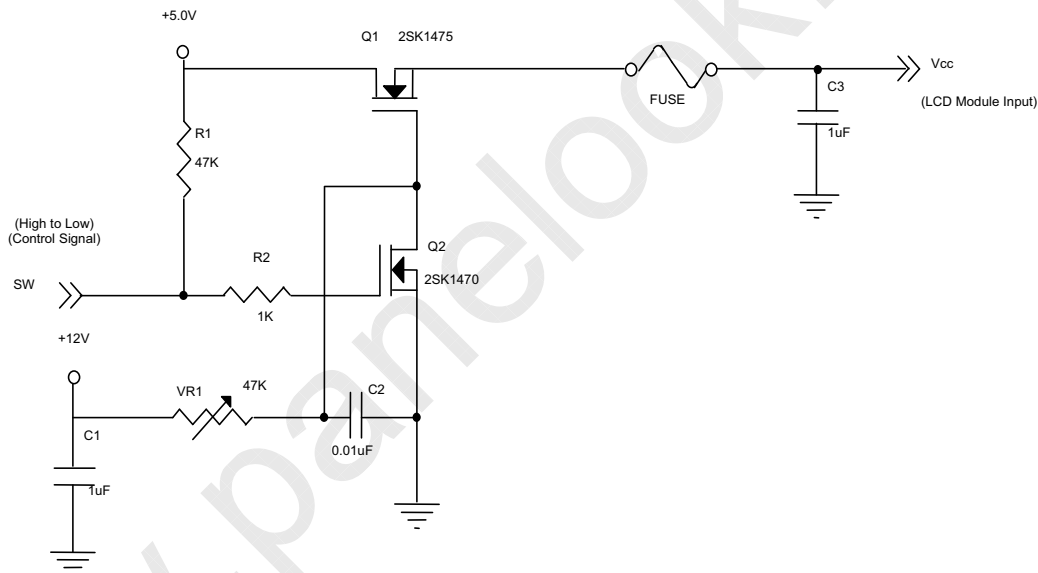 +5.0V
Q1 2SK1475
Vcc
FUSE
C3
(LCD Module Input)
R1
1uF
47K
(High to Low)
(Control Signal)
Q2
R2
2SK1470
SW
1K
+12V
VR1
47K
C2
C1
0.01uF
1uF
panelook